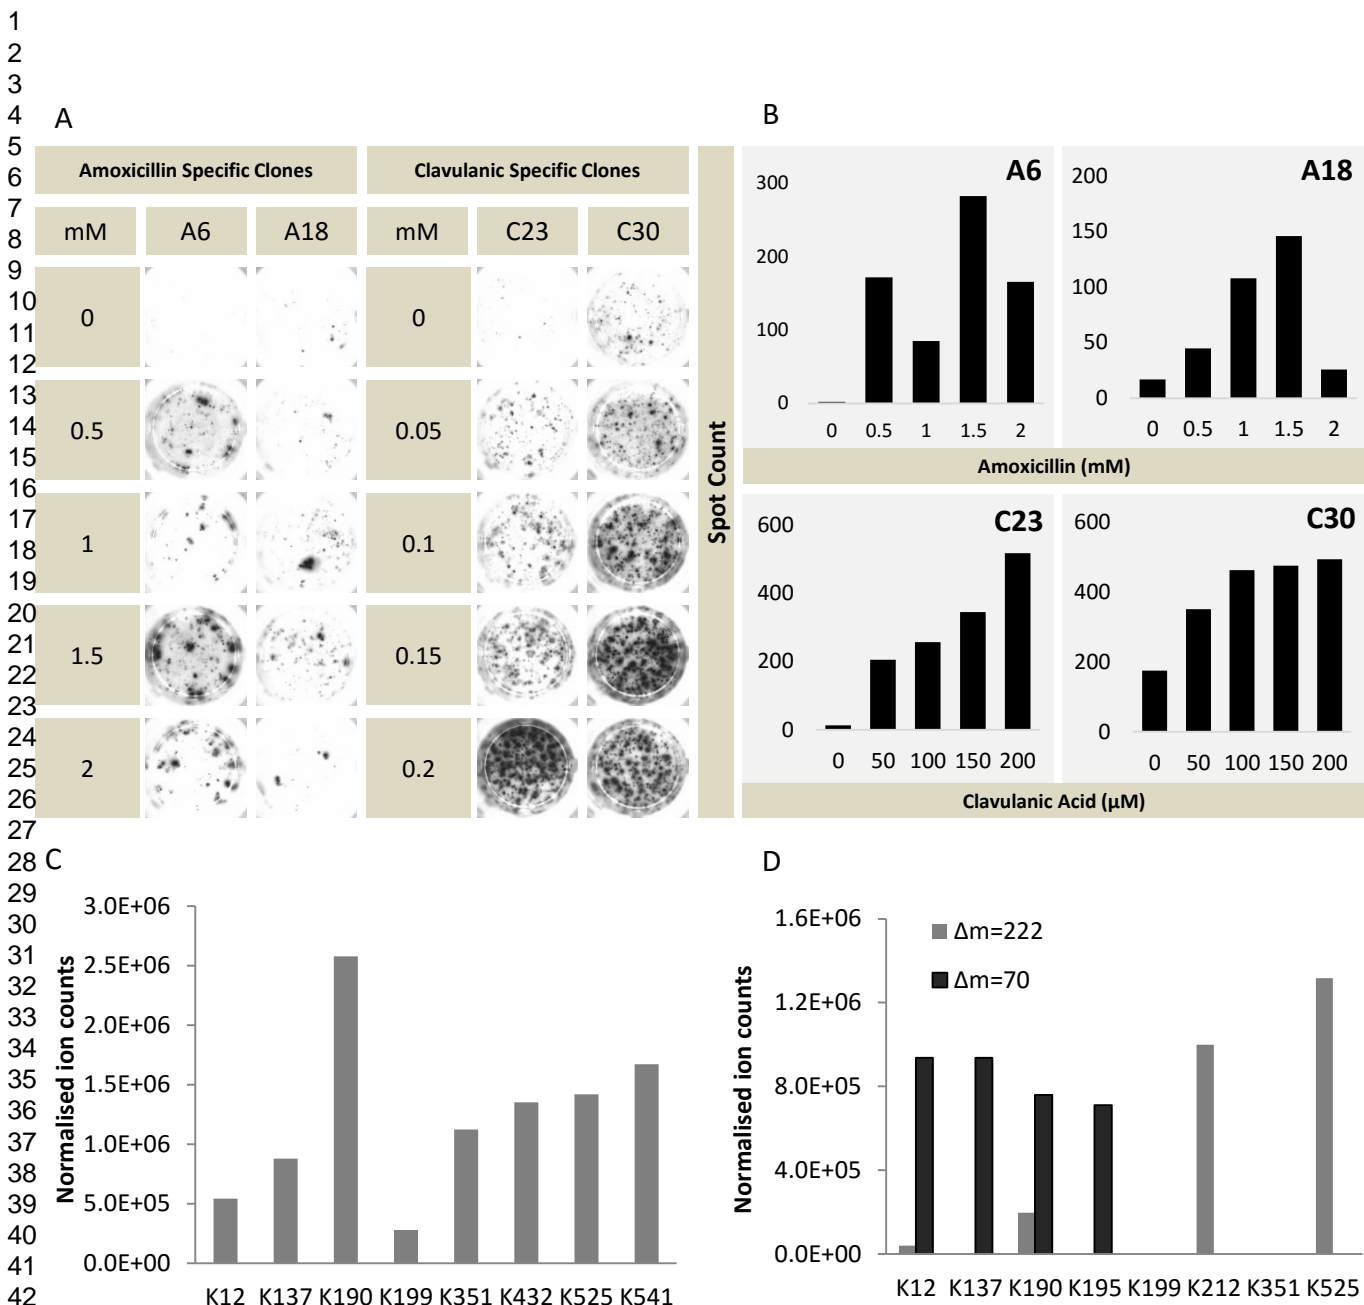 1
2
3
4
5
6
7
8
9
10
11
12
13
14
15
16
17
18
19
20
21
22
23
24
25
26
27
28
29
30
31
32
33
34
35
36
37
38
39
40
41
42
A
Amoxicillin Specific Clones
Clavulanic Specific Clones
mM A6 A18 mM C23 C30
0 0
0.5 0.05
1 0.1
1.5 0.15
2 0.2
Spot Count
B
A6
300
200
100
0
0 0.5 1 1.5 2
A18
200
150
100
50
0
0 0.5 1 1.5 2
Amoxicillin (mM)
C23
600
400
200
0
0 50 100 150 200
C30
600
400
200
0
0 50 100 150 200
Clavulanic Acid (µM)
C
Normalised ion counts
3.0E+06
2.5E+06
2.0E+06
1.5E+06
1.0E+06
5.0E+05
0.0E+00
K12 K137 K190 K199 K351 K432 K525 K541
D
Normalised ion counts
1.6E+06
1.2E+06
8.0E+05
4.0E+05
0.0E+00
Δm=222
Δm=70
K12 K137 K190 K195 K199 K212 K351 K525